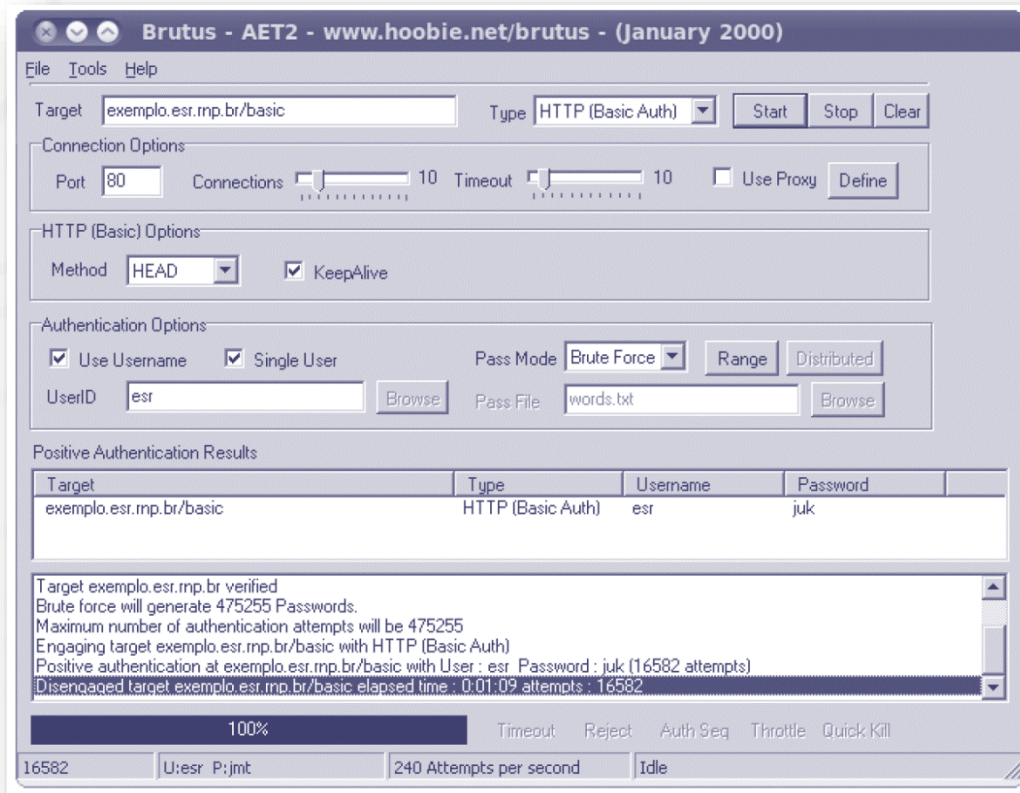 Brutus - AET2 - www.hoobie.net/brutus - (January 2000)
File Tools Help
Target exemplo.esr.rnp.br/basic Type HTTP (Basic Auth) Start Stop Clear
Connection Options
Port 80 Connections 10 Timeout 10 Use Proxy Define
HTTP (Basic) Options
Method HEAD KeepAlive
Authentication Options
Use Username Single User Pass Mode Brute Force Range Distributed
UserID esr Browse Pass File words.txt Browse
Positive Authentication Results
Target Type Username Password
exemplo.esr.rnp.br/basic HTTP (Basic Auth) esr juk
Target exemplo.esr.rnp.br verified
Brute force will generate 475255 Passwords.
Maximum number of authentication attempts will be 475255
Engaging target exemplo.esr.rnp.br/basic with HTTP (Basic Auth)
Positive authentication at exemplo.esr.rnp.br/basic with User : esr Password : juk (16582 attempts)
Disengaged target exemplo.esr.rnp.br/basic elapsed time : 0:01:09 attempts : 16582
100% Timeout Reject Auth Seq Throttle Quick Kill
16582 U:esr P:jmt 240 Attempts per second Idle